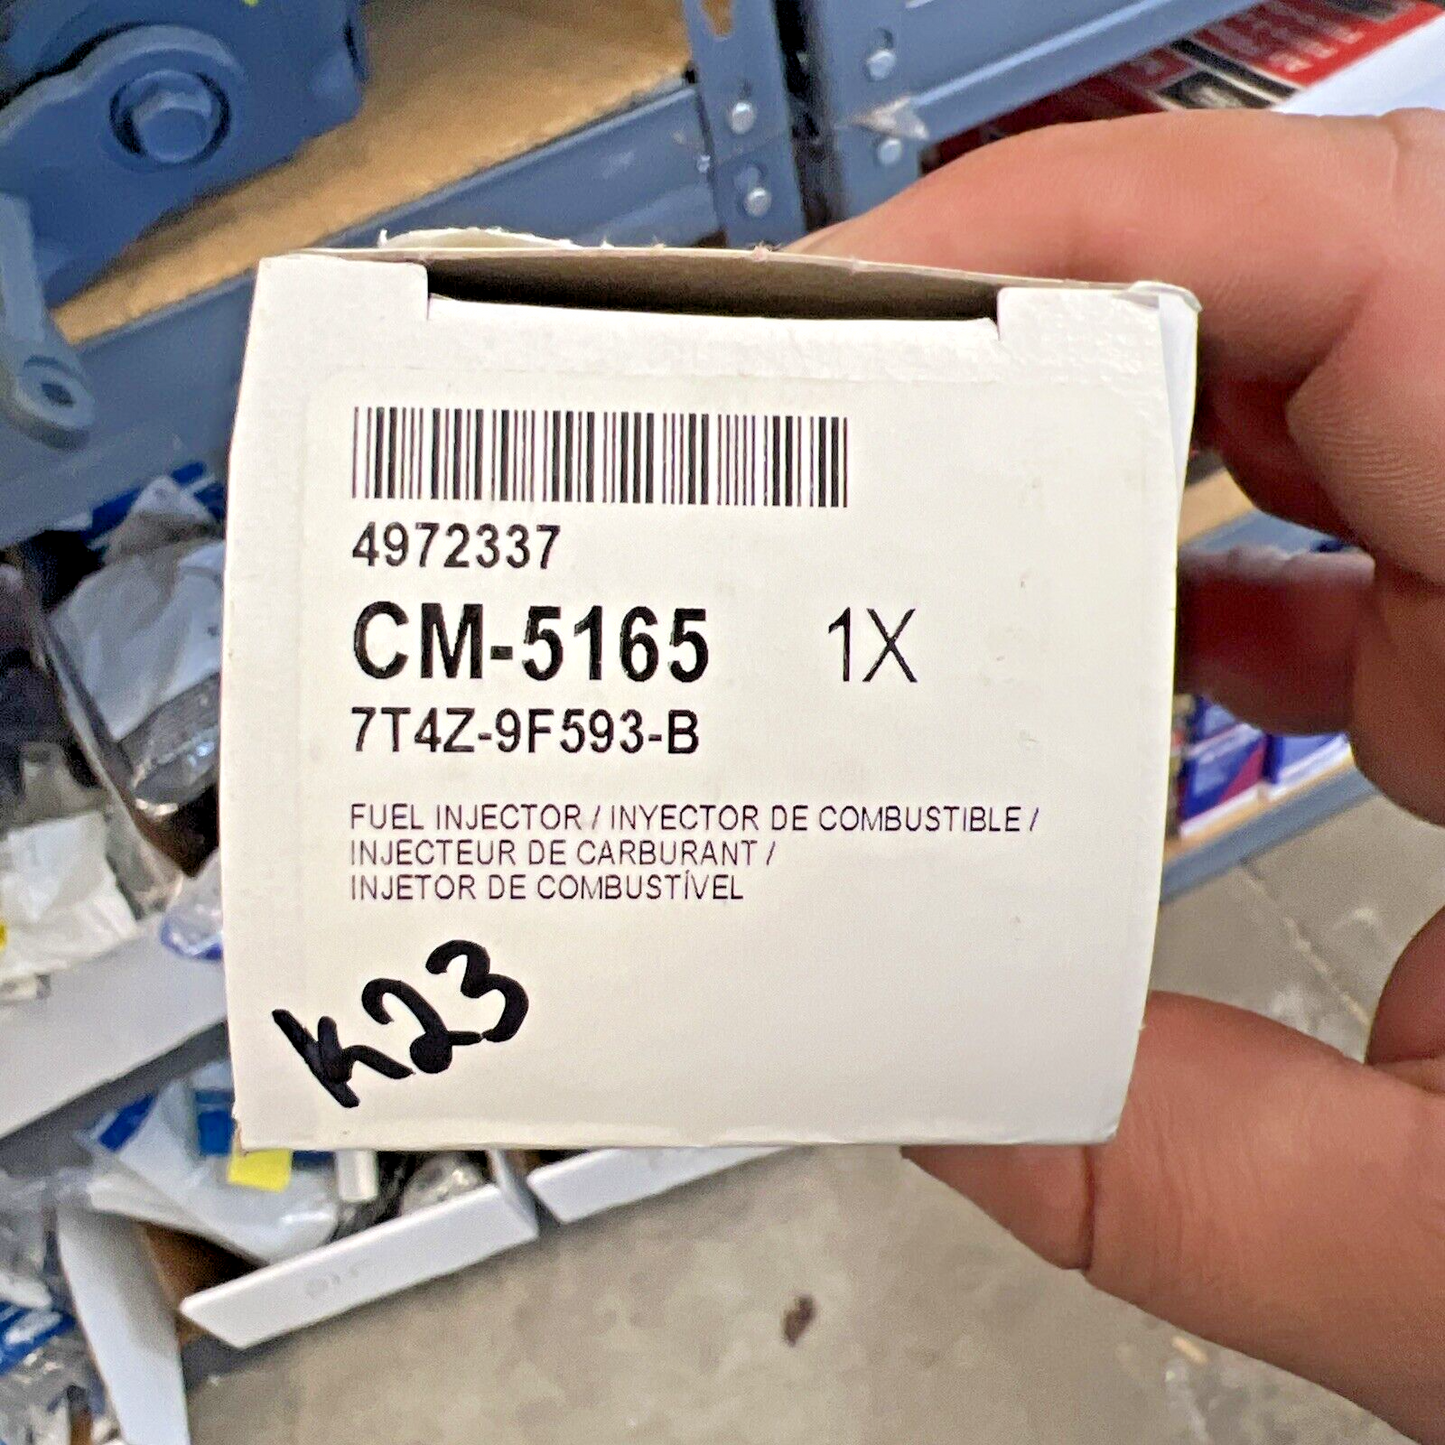 4972337
CM-5165 1X
7T4Z-9F593-B
FUEL INJECTOR / INYECTOR DE COMBUSTIBLE /
INJECTEUR DE CARBURANT /
INJETOR DE COMBUSTÍVEL
K23